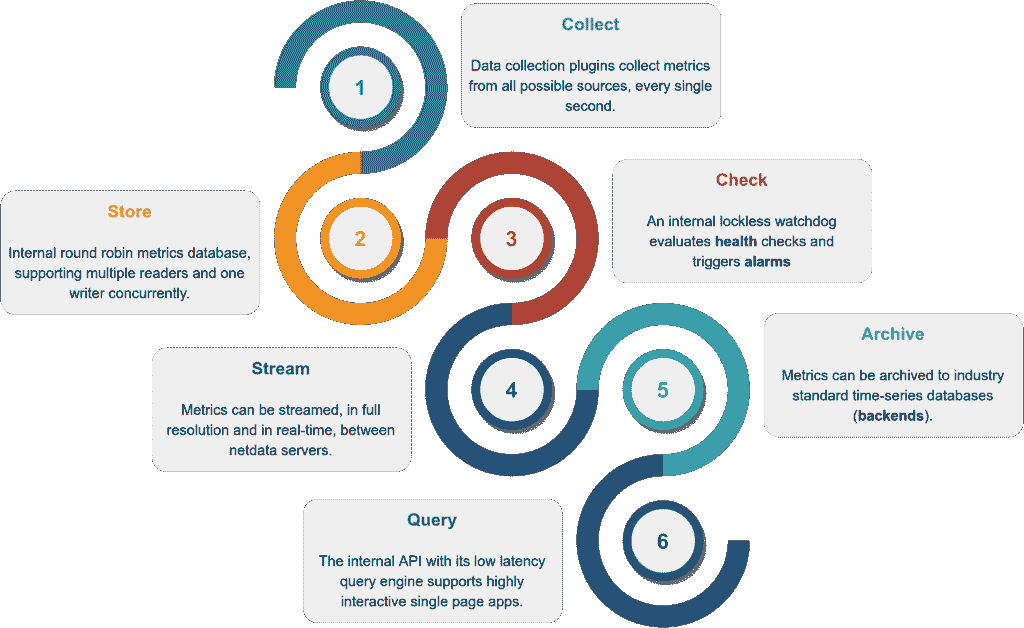 Collect
Data collection plugins collect metrics
from all possible sources, every single
second.
1
Store
Internal round robin metrics database,
supporting multiple readers and one
writer concurrently.
2
3
Check
An internal lockless watchdog
evaluates health checks and
triggers alarms
Stream
Metrics can be streamed, in full
resolution and in real-time, between
netdata servers.
4
5
Archive
Metrics can be archived to industry
standard time-series databases
(backends).
Query
The internal API with its low latency
query engine supports highly
interactive single page apps.
6